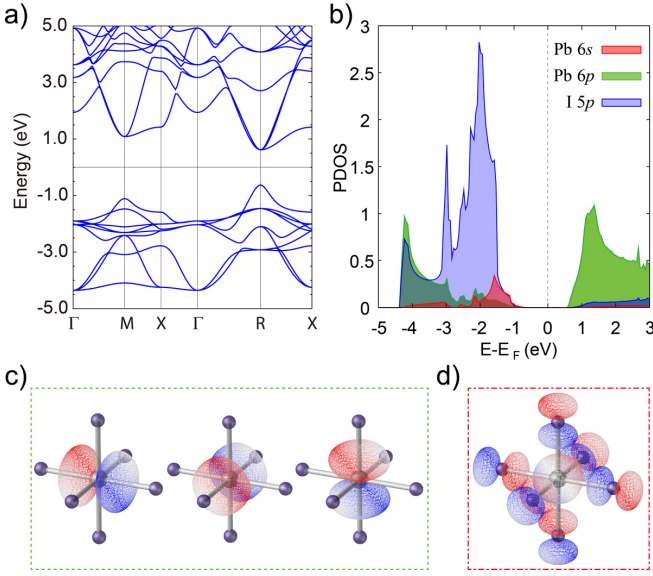 a)
5.0
3.0
1.0
-1.0
-3.0
-5.0
Energy (eV)
Γ M X Γ R X
b)
3
2.5
2
1.5
1
0.5
0
PDOS
Pb 6s
Pb 6p
I 5p
-5 -4 -3 -2 -1 0 1 2 3
E-E F (eV)
c)
d)